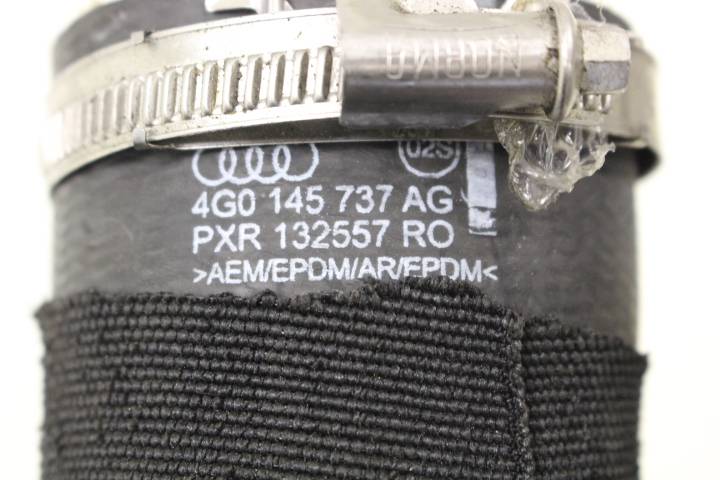 NORMA
02S
4G0 145 737 AG
PXR 132557 RO
>AEM/EPDM/AR/EPDM<